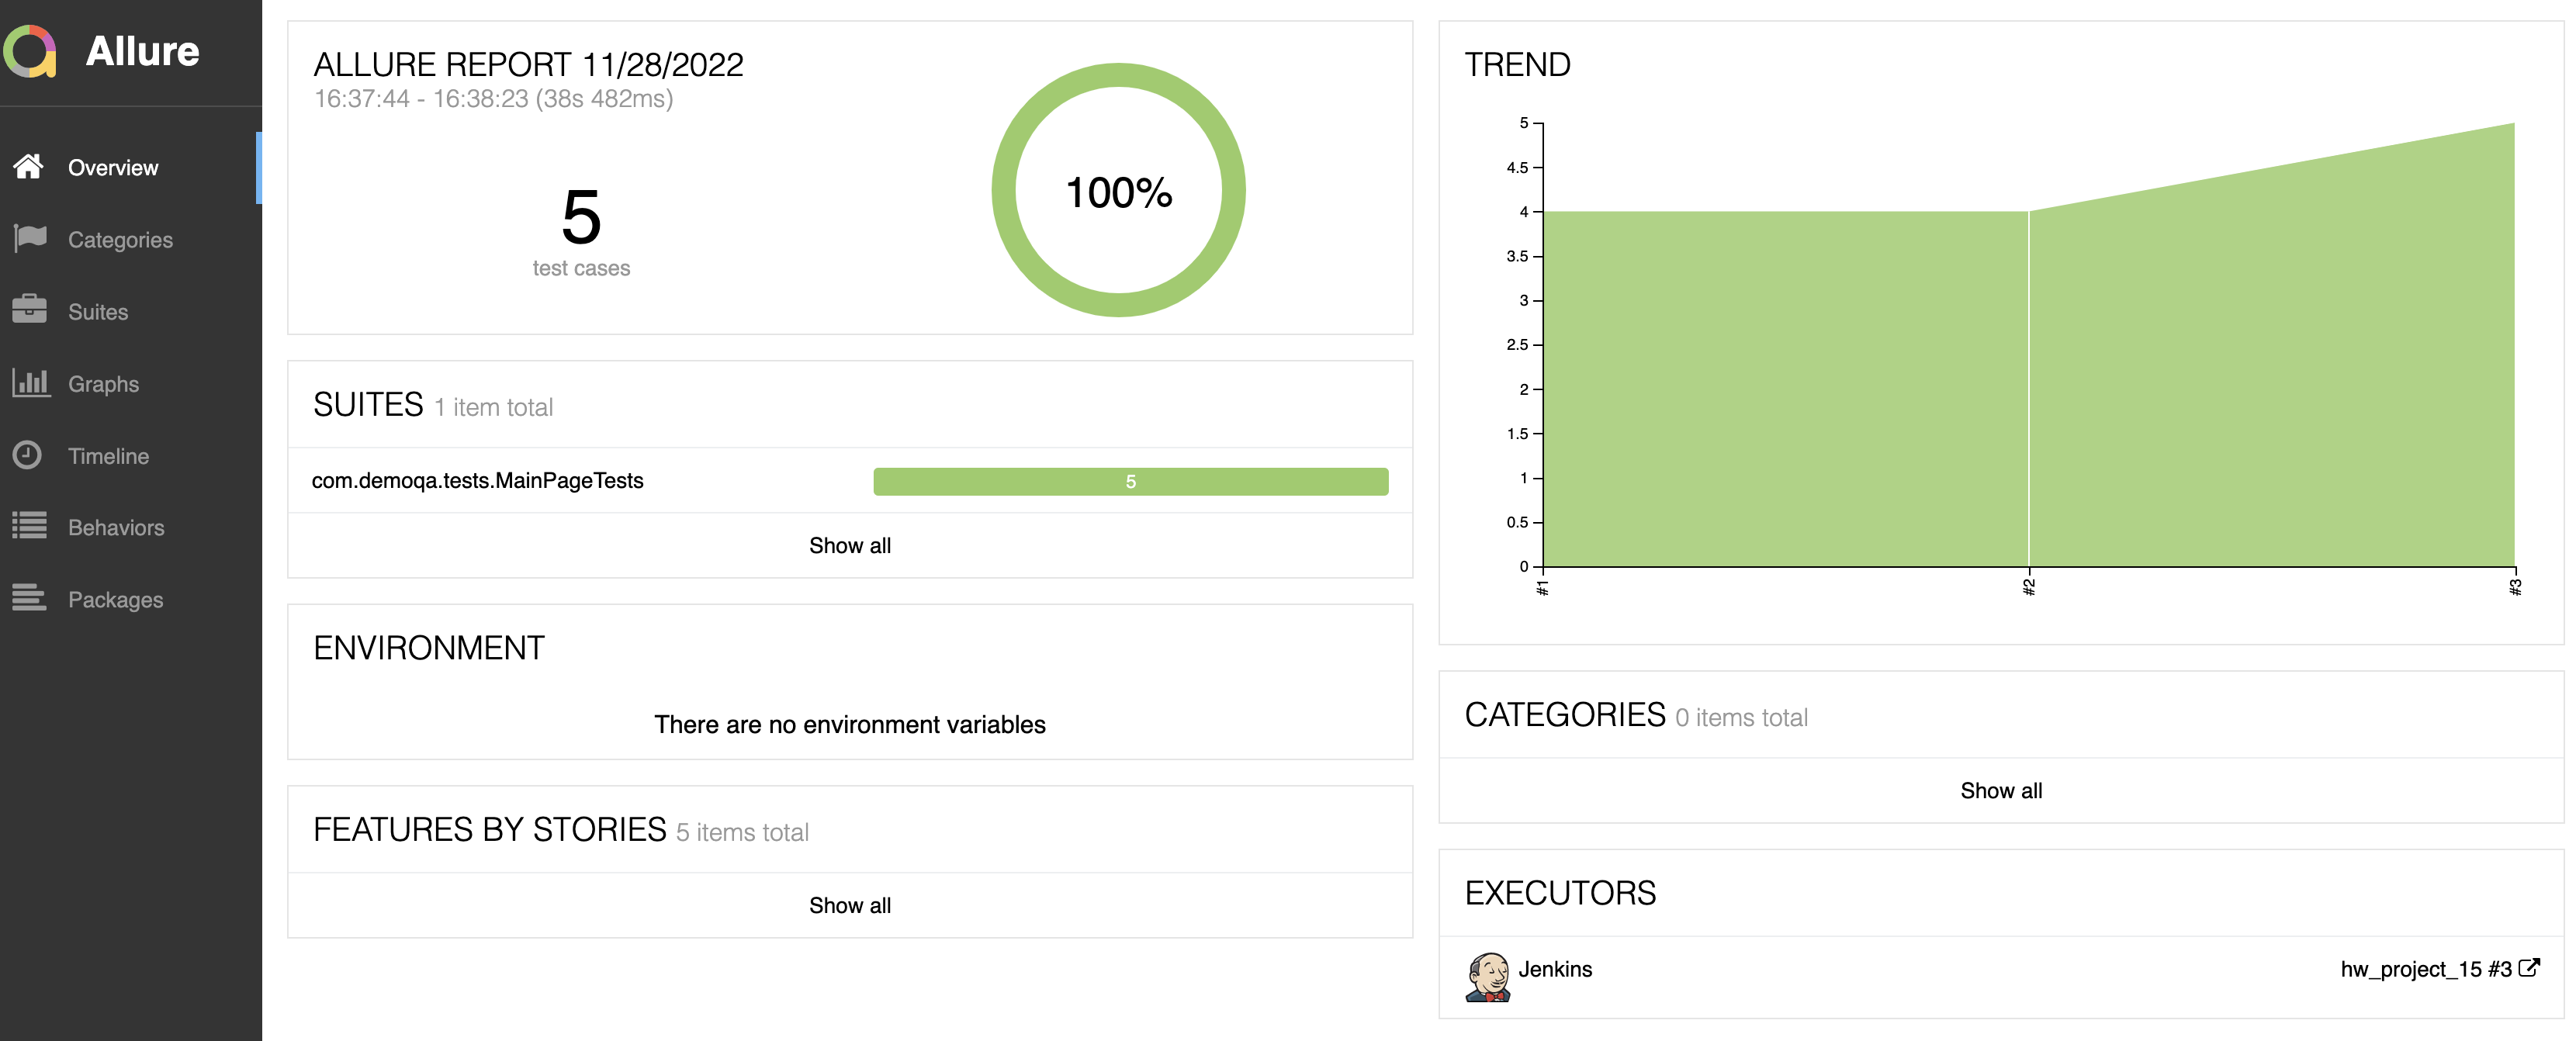 Allure
Overview
Categories
Suites
Graphs
Timeline
Behaviors
Packages
ALLURE REPORT 11/28/2022
16:37:44 - 16:38:23 (38s 482ms)
5
test cases
100%
SUITES 1 item total
com.demoqa.tests.MainPageTests 5
Show all
ENVIRONMENT
There are no environment variables
FEATURES BY STORIES 5 items total
Show all
TREND
5
4.5
4
3.5
3
2.5
2
1.5
1
0.5
0
#1 #2 #3
CATEGORIES 0 items total
Show all
EXECUTORS
Jenkins hw_project_15 #3